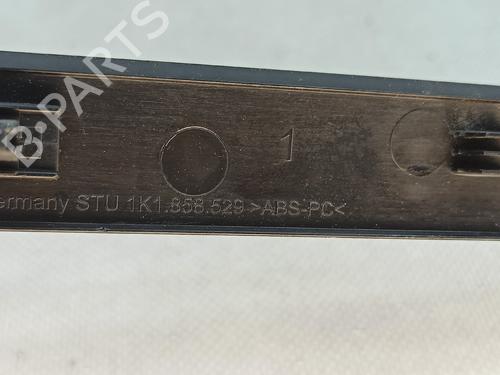 B-PARTS
1
ermany STU 1K1.858.529 >ABS-PC<